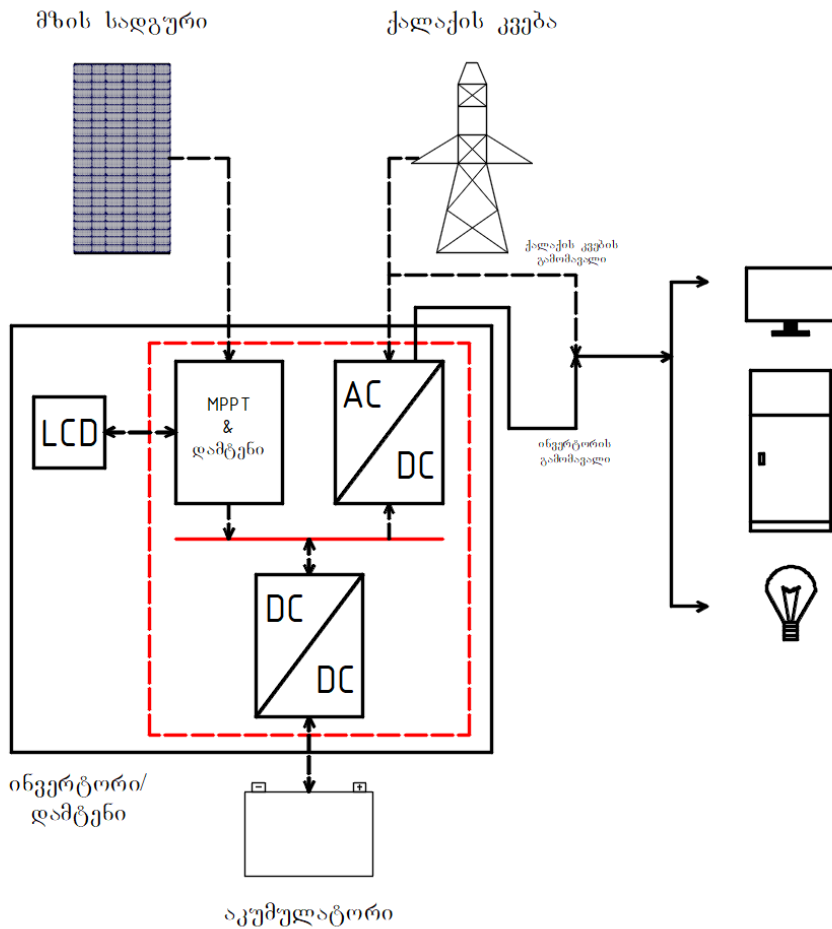 მზის სადგური
ქალაქის კვება
ქალაქის კვების
გამომავალი
LCD
MPPT
&
დამტენი
AC
DC
ინვერტორის
გამომავალი
DC
DC
ინვერტორი/
დამტენი
- +
აკუმულატორი